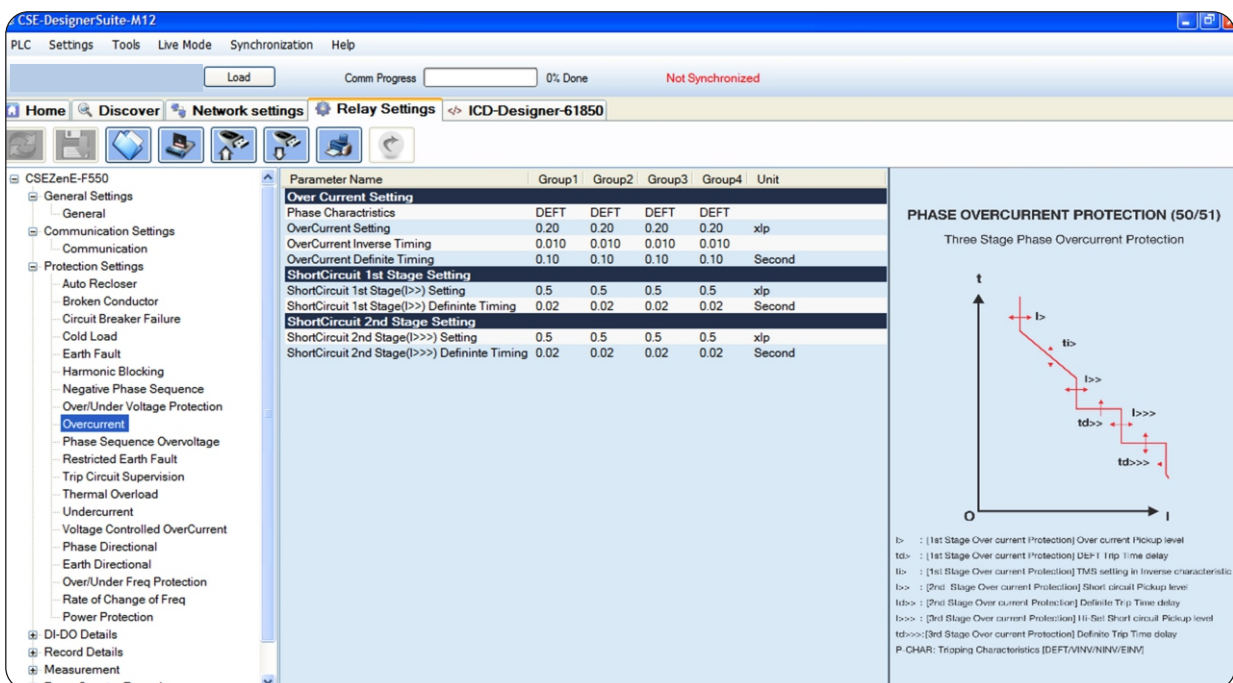 CSE-DesignerSuite-M12
PLC Settings Tools Live Mode Synchronization Help
Load Comm Progress 0% Done Not Synchronized
Home Discover Network settings Relay Settings ICD-Designer-61850
CSEZenE-F550
General Settings
General
Communication Settings
Communication
Protection Settings
Auto Recloser
Broken Conductor
Circuit Breaker Failure
Cold Load
Earth Fault
Harmonic Blocking
Negative Phase Sequence
Over/Under Voltage Protection
Overcurrent
Phase Sequence Overvoltage
Restricted Earth Fault
Trip Circuit Supervision
Thermal Overload
Undercurrent
Voltage Controlled OverCurrent
Phase Directional
Earth Directional
Over/Under Freq Protection
Rate of Change of Freq
Power Protection
DI-DO Details
Record Details
Measurement
Parameter Name Group1 Group2 Group3 Group4 Unit
Over Current Setting
Phase Charactristics DEFT DEFT DEFT DEFT
OverCurrent Setting 0.20 0.20 0.20 0.20 xlp
OverCurrent Inverse Timing 0.010 0.010 0.010 0.010
OverCurrent Definite Timing 0.10 0.10 0.10 0.10 Second
ShortCircuit 1st Stage Setting
ShortCircuit 1st Stage(I>>) Setting 0.5 0.5 0.5 0.5 xlp
ShortCircuit 1st Stage(I>>) Defininte Timing 0.02 0.02 0.02 0.02 Second
ShortCircuit 2nd Stage Setting
ShortCircuit 2nd Stage(I>>>) Setting 0.5 0.5 0.5 0.5 xlp
ShortCircuit 2nd Stage(I>>>) Defininte Timing 0.02 0.02 0.02 0.02 Second
PHASE OVERCURRENT PROTECTION (50/51)
Three Stage Phase Overcurrent Protection
t
I>
ti>
I>>
I>>>
td>>
td>>>
O I
I> : [1st Stage Over current Protection] Over current Pickup level
td> : [1st Stage Over current Protection] DEFT Trip Time delay
ti> : [1st Stage Over current Protection] TMS setting in Inverse characteristic
I>> : [2nd Stage Over current Protection] Short circuit Pickup level
td>> : [2nd Stage Over current Protection] Definite Trip Time delay
I>>> : [3rd Stage Over current Protection] Hi-Set Short circuit Pickup level
td>>>:[3rd Stage Over current Protection] Definite Trip Time delay
P-CHAR: Tripping Characteristics [DEFT/VINV/NINV/EINV]